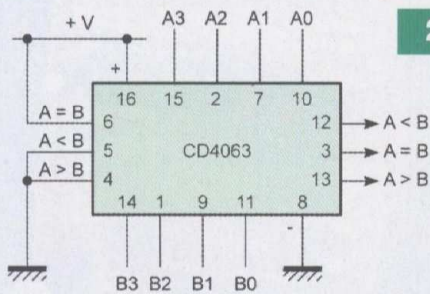 + V
A3 A2 A1 A0
2
+
16 15 2 7 10
A = B 6
12 A < B
A < B 5
CD4063
3 A = B
A > B 4
13 A > B
14 1 9 11 8
-
B3 B2 B1 B0